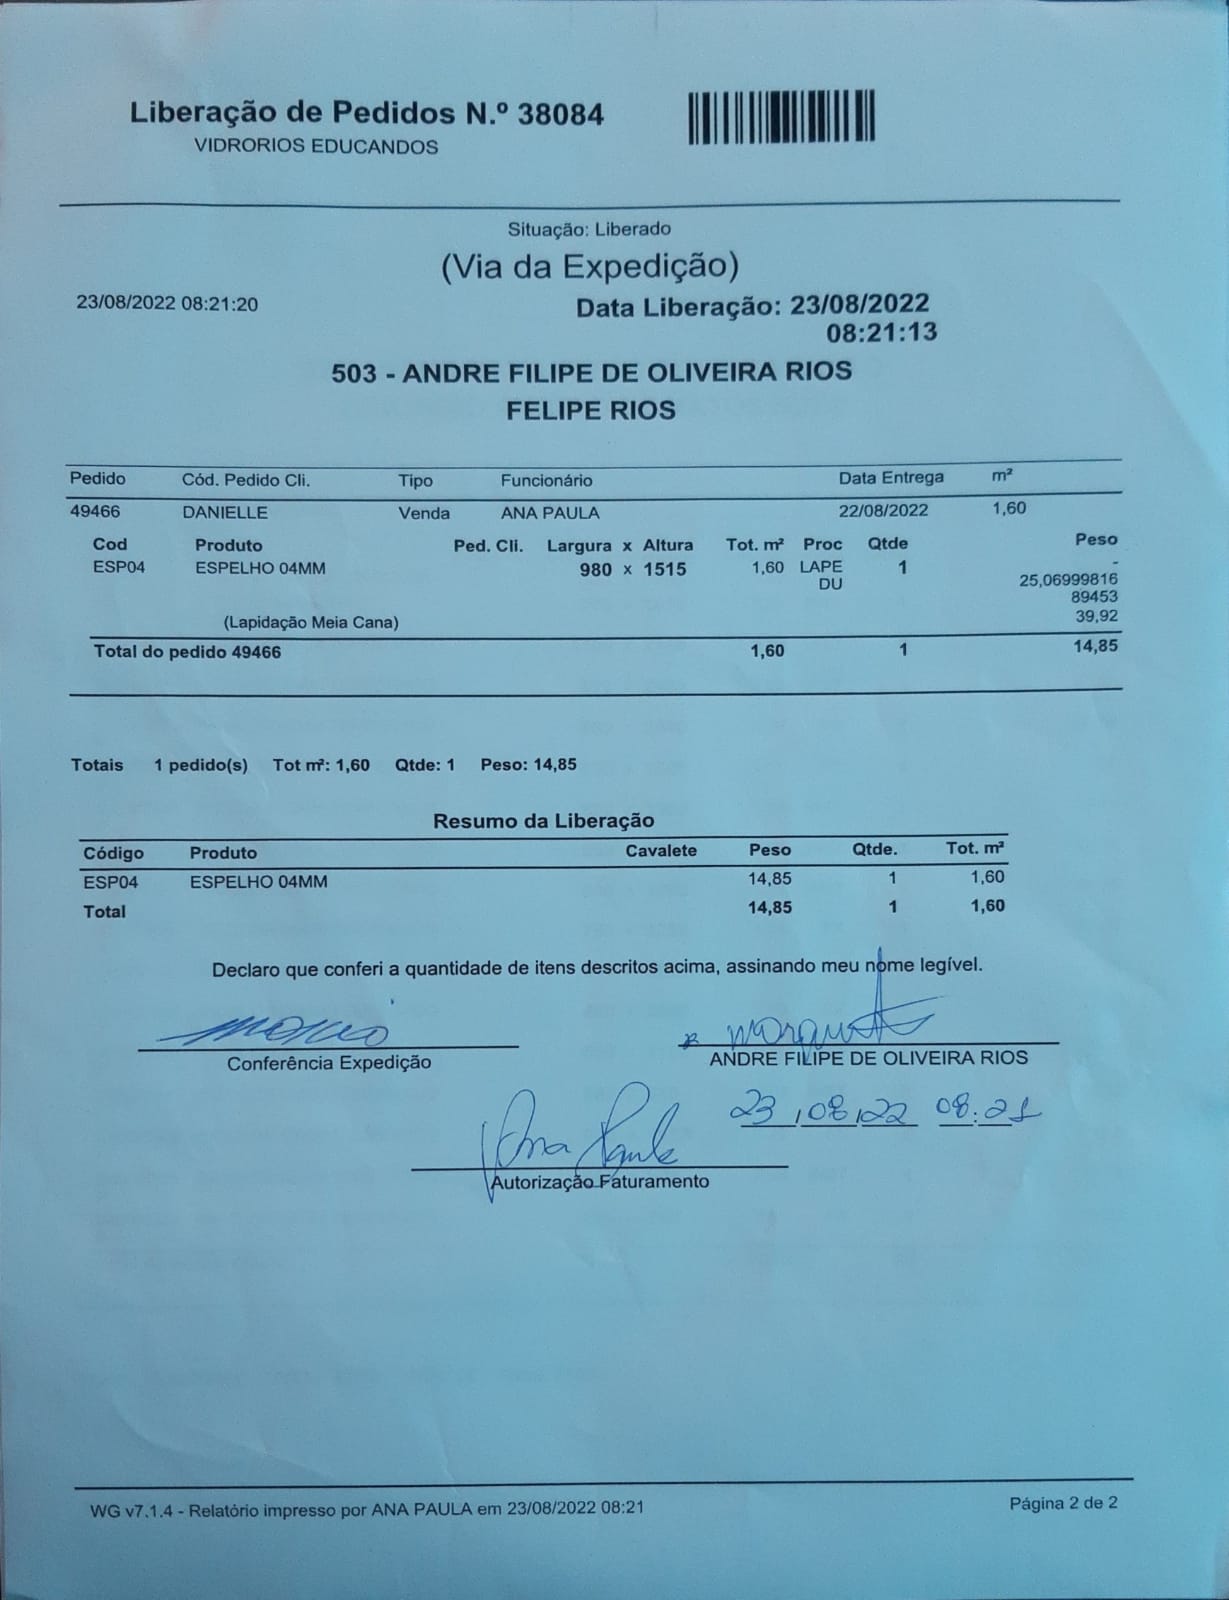 Liberação de Pedidos N.º 38084
VIDRORIOS EDUCANDOS
Situação: Liberado
(Via da Expedição)
23/08/2022 08:21:20
Data Liberação: 23/08/2022
08:21:13
503 - ANDRE FILIPE DE OLIVEIRA RIOS
FELIPE RIOS
Pedido Cód. Pedido Cli. Tipo Funcionário Data Entrega m²
49466 DANIELLE Venda ANA PAULA 22/08/2022 1,60
Cod Produto Ped. Cli. Largura x Altura Tot. m² Proc Qtde Peso
ESP04 ESPELHO 04MM 980 x 1515 1,60 LAPE 1 -
DU 25,06999816
89453
(Lapidação Meia Cana) 39,92
Total do pedido 49466 1,60 1 14,85
Totais 1 pedido(s) Tot m²: 1,60 Qtde: 1 Peso: 14,85
Resumo da Liberação
Código Produto Cavalete Peso Qtde. Tot. m²
ESP04 ESPELHO 04MM 14,85 1 1,60
Total 14,85 1 1,60
Declaro que conferi a quantidade de itens descritos acima, assinando meu nome legível.
Conferência Expedição
ANDRE FILIPE DE OLIVEIRA RIOS
23/08/22 08:21
Ana Paula
Autorização Faturamento
WG v7.1.4 - Relatório impresso por ANA PAULA em 23/08/2022 08:21
Página 2 de 2